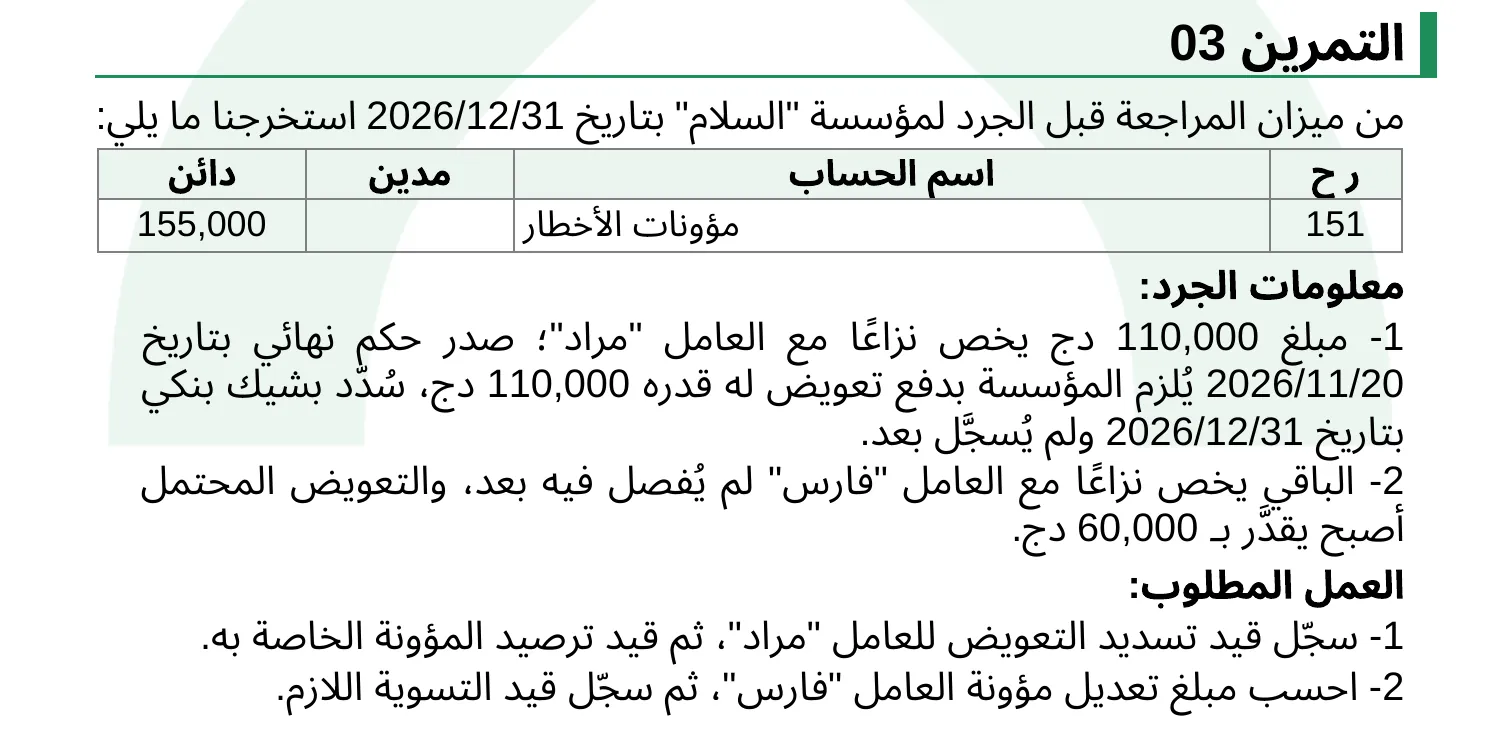 التمرين 03
من ميزان المراجعة قبل الجرد لمؤسسة "السلام" بتاريخ 2026/12/31 استخرجنا ما يلي:
ر ح اسم الحساب مدين دائن
151 مؤونات الأخطار 155,000
معلومات الجرد:
1- مبلغ 110,000 دج يخص نزاعًا مع العامل "مراد"؛ صدر حكم نهائي بتاريخ
2026/11/20 يُلزم المؤسسة بدفع تعويض له قدره 110,000 دج، سُدّد بشيك بنكي
بتاريخ 2026/12/31 ولم يُسجَّل بعد.
2- الباقي يخص نزاعًا مع العامل "فارس" لم يُفصل فيه بعد، والتعويض المحتمل
أصبح يقدَّر بـ 60,000 دج.
العمل المطلوب:
1- سجّل قيد تسديد التعويض للعامل "مراد"، ثم قيد ترصيد المؤونة الخاصة به.
2- احسب مبلغ تعديل مؤونة العامل "فارس"، ثم سجّل قيد التسوية اللازم.